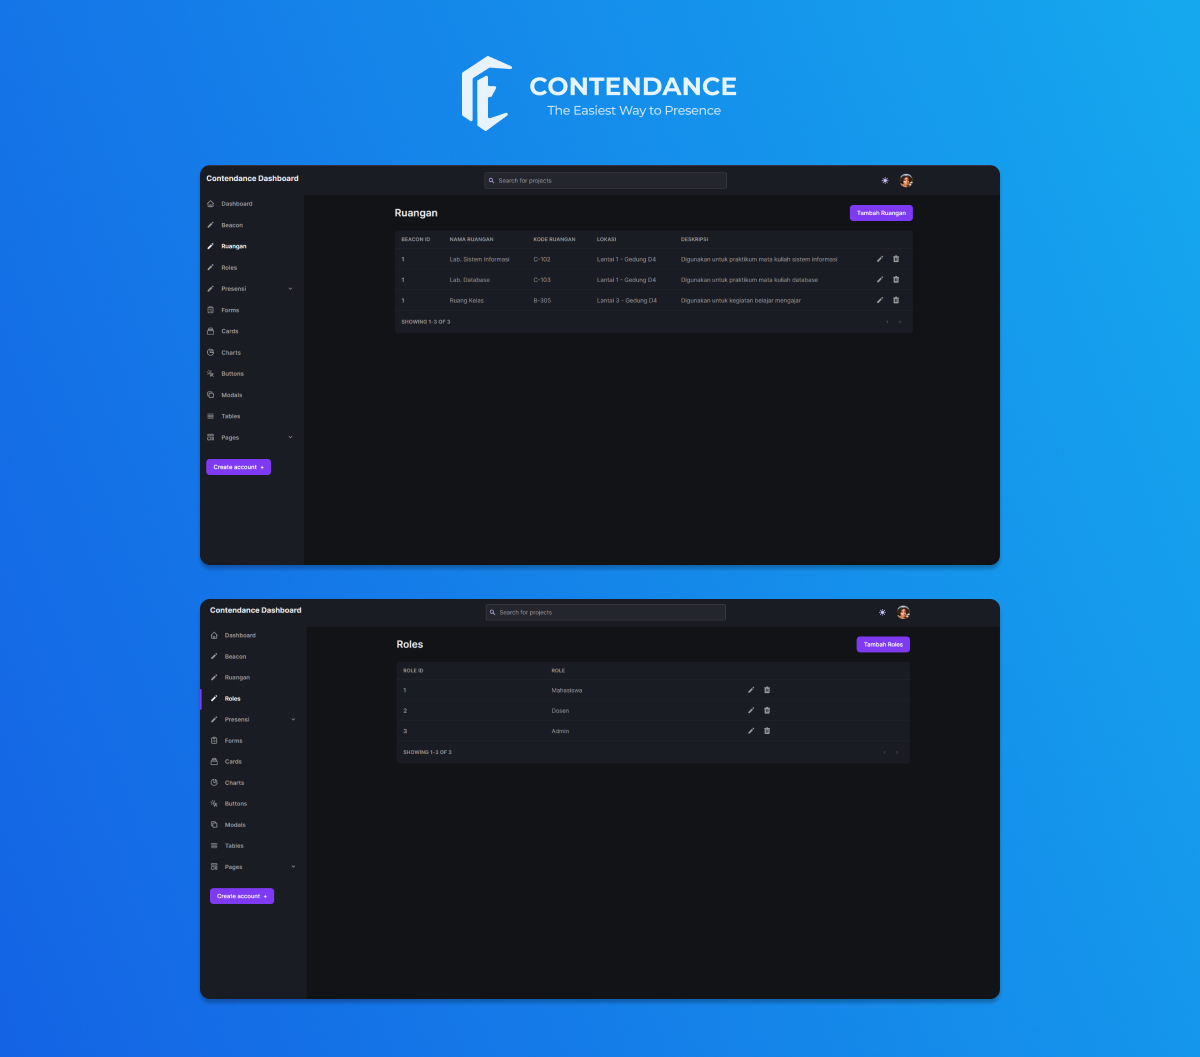 CONTENDANCE
The Easiest Way to Presence
Contendance Dashboard
Search for projects
Dashboard
Beacon
Ruangan
Roles
Presensi
Forms
Cards
Charts
Buttons
Modals
Tables
Pages
Create account +
Ruangan
Tambah Ruangan
BEACON ID NAMA RUANGAN KODE RUANGAN LOKASI DESKRIPSI
1 Lab. Sistem Informasi C-102 Lantai 1 - Gedung D4 Digunakan untuk praktikum mata kuliah sistem informasi
1 Lab. Database C-103 Lantai 1 - Gedung D4 Digunakan untuk praktikum mata kuliah database
1 Ruang Kelas B-305 Lantai 3 - Gedung D4 Digunakan untuk kegiatan belajar mengajar
SHOWING 1-3 OF 3
Contendance Dashboard
Search for projects
Dashboard
Beacon
Ruangan
Roles
Presensi
Forms
Cards
Charts
Buttons
Modals
Tables
Pages
Create account +
Roles
Tambah Roles
ROLE ID ROLE
1 Mahasiswa
2 Dosen
3 Admin
SHOWING 1-3 OF 3